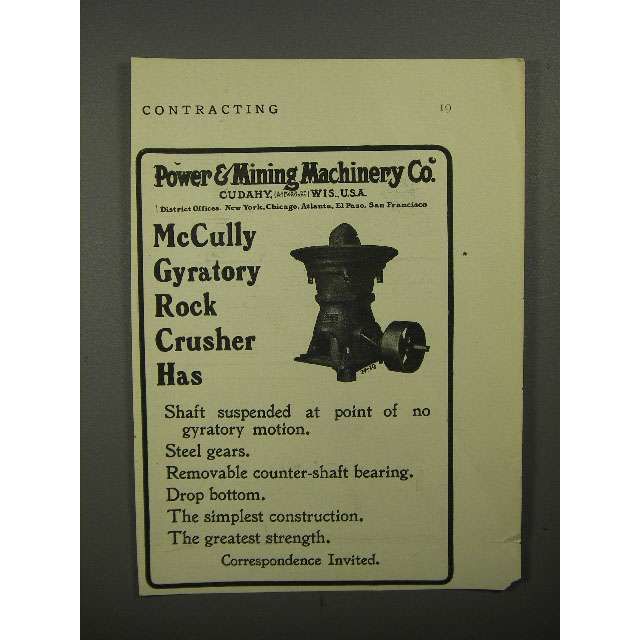 CONTRACTING 19
Power & Mining Machinery Co.
CUDAHY, WIS., U.S.A.
District Offices. New York, Chicago, Atlanta, El Paso, San Francisco
McCully
Gyratory
Rock
Crusher
Has
Shaft suspended at point of no
gyratory motion.
Steel gears.
Removable counter-shaft bearing.
Drop bottom.
The simplest construction.
The greatest strength.
Correspondence Invited.